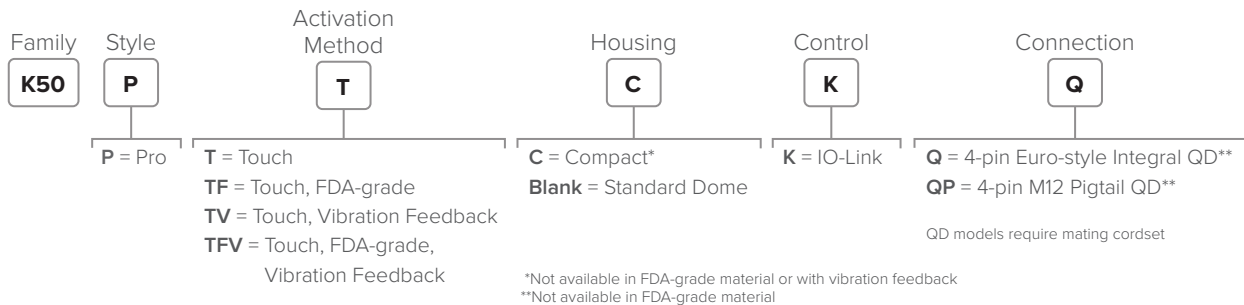 Family
Style
Activation
Method
Housing
Control
Connection
K50
P
T
C
K
Q
P = Pro
T = Touch
TF = Touch, FDA-grade
TV = Touch, Vibration Feedback
TFV = Touch, FDA-grade,
Vibration Feedback
C = Compact*
Blank = Standard Dome
K = IO-Link
Q = 4-pin Euro-style Integral QD**
QP = 4-pin M12 Pigtail QD**
QD models require mating cordset
*Not available in FDA-grade material or with vibration feedback
**Not available in FDA-grade material